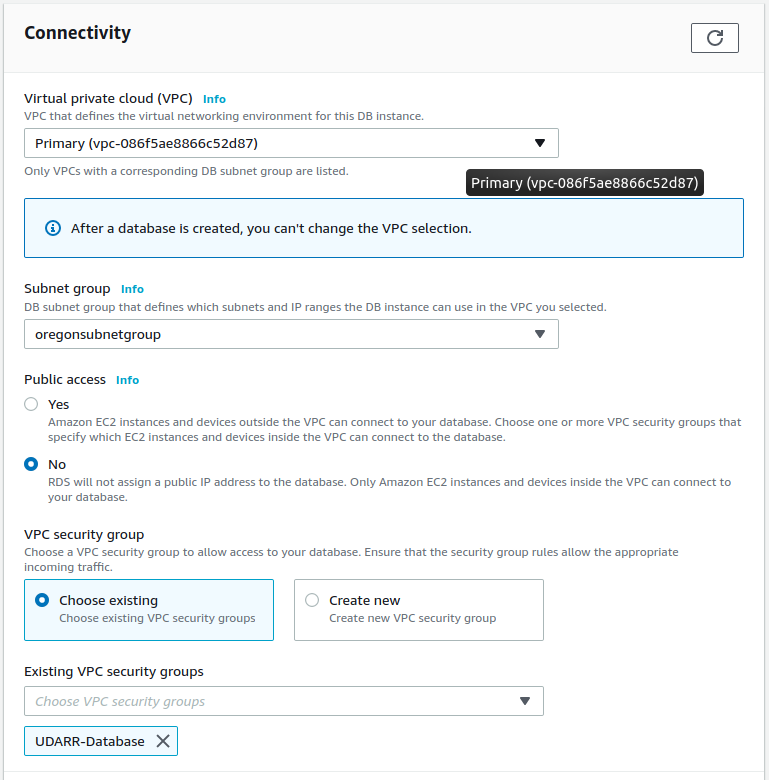 Connectivity
Virtual private cloud (VPC) Info
VPC that defines the virtual networking environment for this DB instance.
Primary (vpc-086f5ae8866c52d87)
Only VPCs with a corresponding DB subnet group are listed.
Primary (vpc-086f5ae8866c52d87)
After a database is created, you can't change the VPC selection.
Subnet group Info
DB subnet group that defines which subnets and IP ranges the DB instance can use in the VPC you selected.
oregonsubnetgroup
Public access Info
Yes
Amazon EC2 instances and devices outside the VPC can connect to your database. Choose one or more VPC security groups that
specify which EC2 instances and devices inside the VPC can connect to the database.
No
RDS will not assign a public IP address to the database. Only Amazon EC2 instances and devices inside the VPC can connect to
your database.
VPC security group
Choose a VPC security group to allow access to your database. Ensure that the security group rules allow the appropriate
incoming traffic.
Choose existing
Choose existing VPC security groups
Create new
Create new VPC security group
Existing VPC security groups
Choose VPC security groups
UDARR-Database